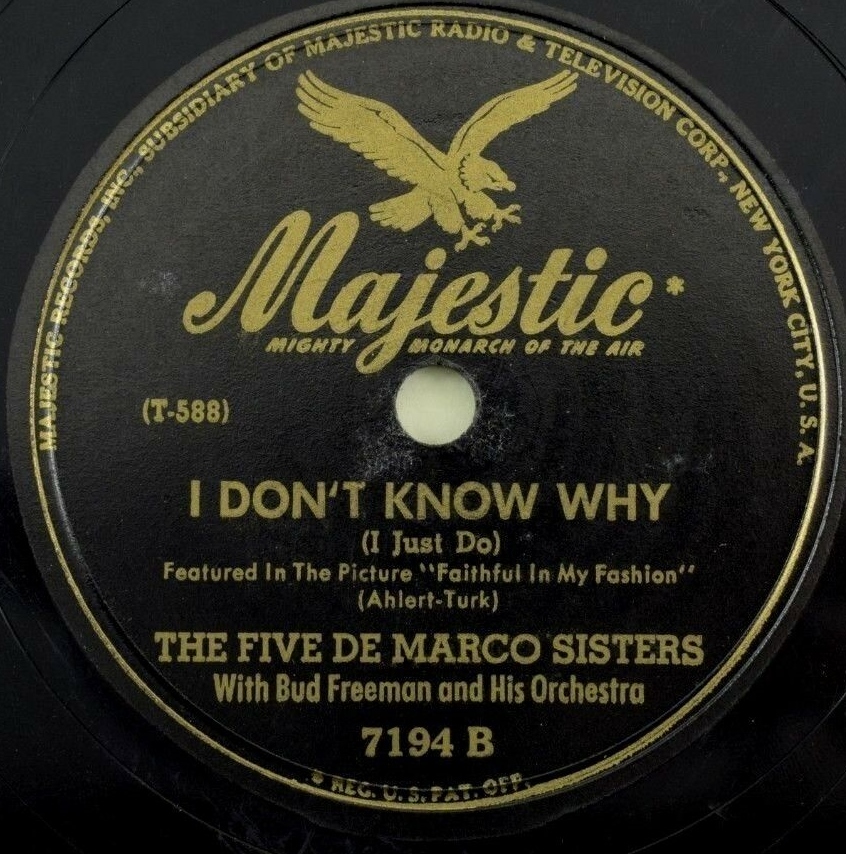 MAJESTIC RECORDS, INC., SUBSIDIARY OF MAJESTIC RADIO & TELEVISION CORP., NEW YORK CITY, U. S. A.
Majestic*
MIGHTY MONARCH OF THE AIR
(T-588)
I DON'T KNOW WHY
(I Just Do)
Featured In The Picture "Faithful In My Fashion"
(Ahlert-Turk)
THE FIVE DE MARCO SISTERS
With Bud Freeman and His Orchestra
7194 B
* REG. U. S. PAT. OFF.